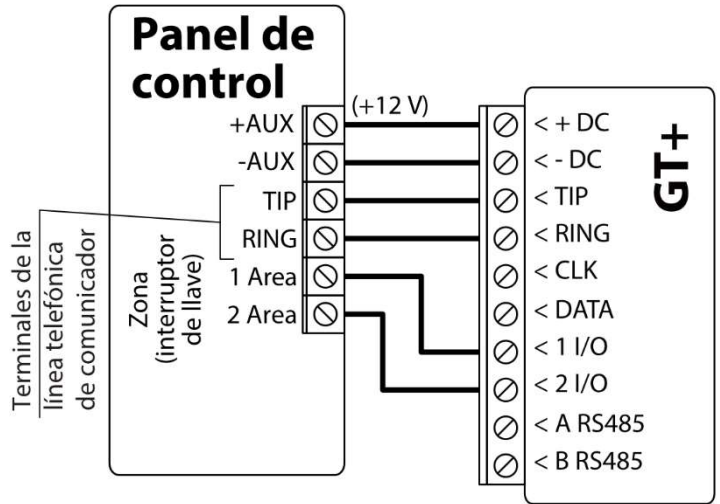 Panel de
control
(+12 V)
+AUX
-AUX
TIP
RING
1 Area
2 Area
Terminales de la
línea telefónica
de comunicador
Zona
(interruptor
de llave)
GT+
< + DC
< - DC
< TIP
< RING
< CLK
< DATA
< 1 I/O
< 2 I/O
< A RS485
< B RS485